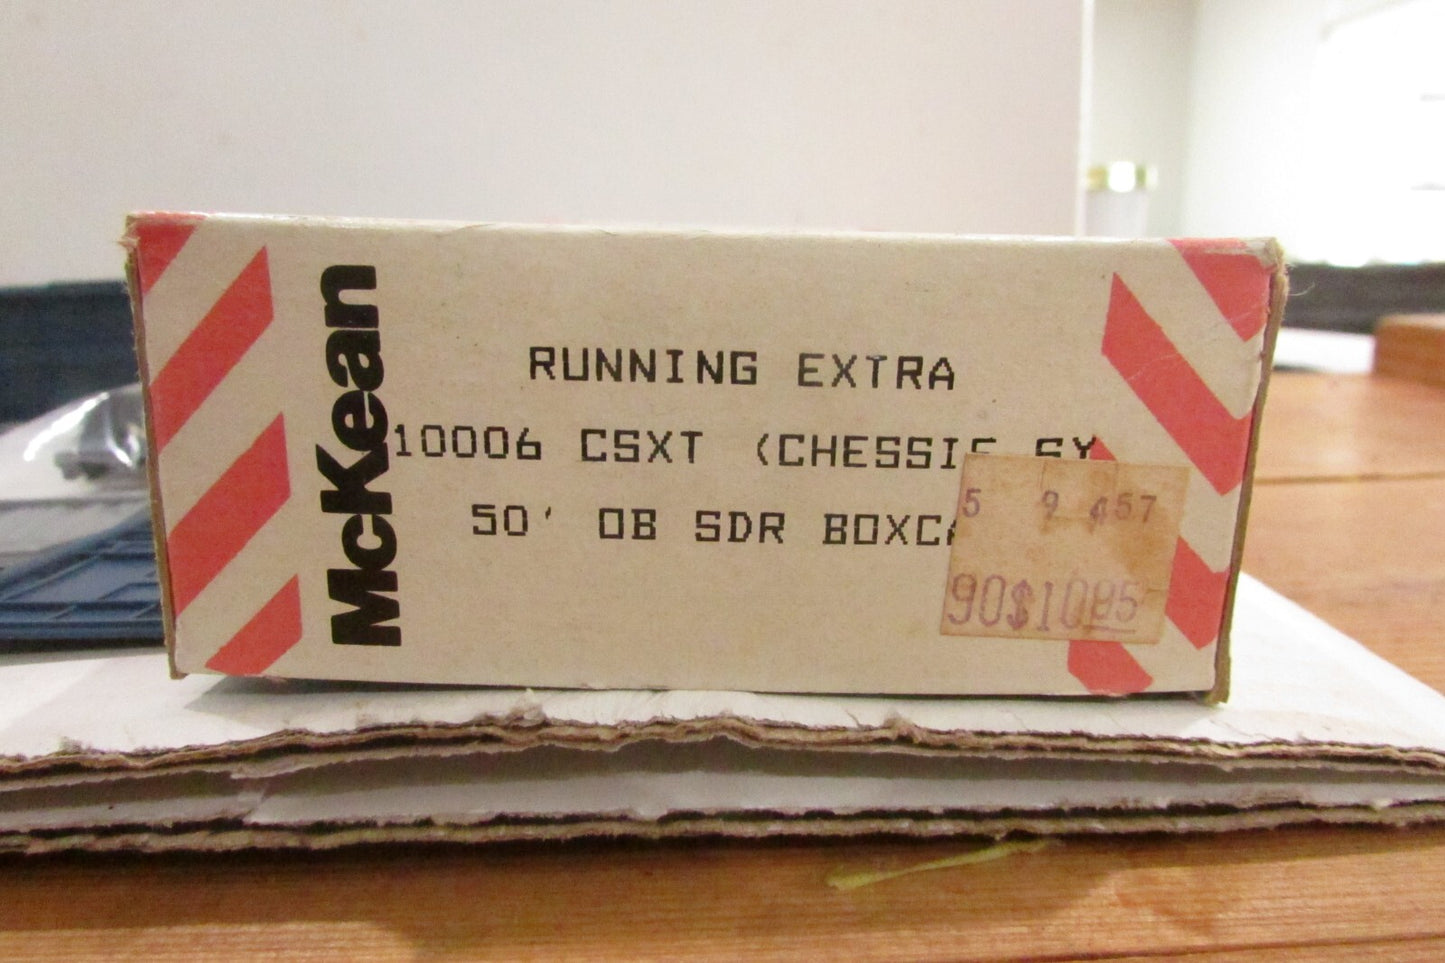 McKean
RUNNING EXTRA
10006 CSXT (CHESSIE SY
50' OB SDR BOXCA
5 9 457
90$1085